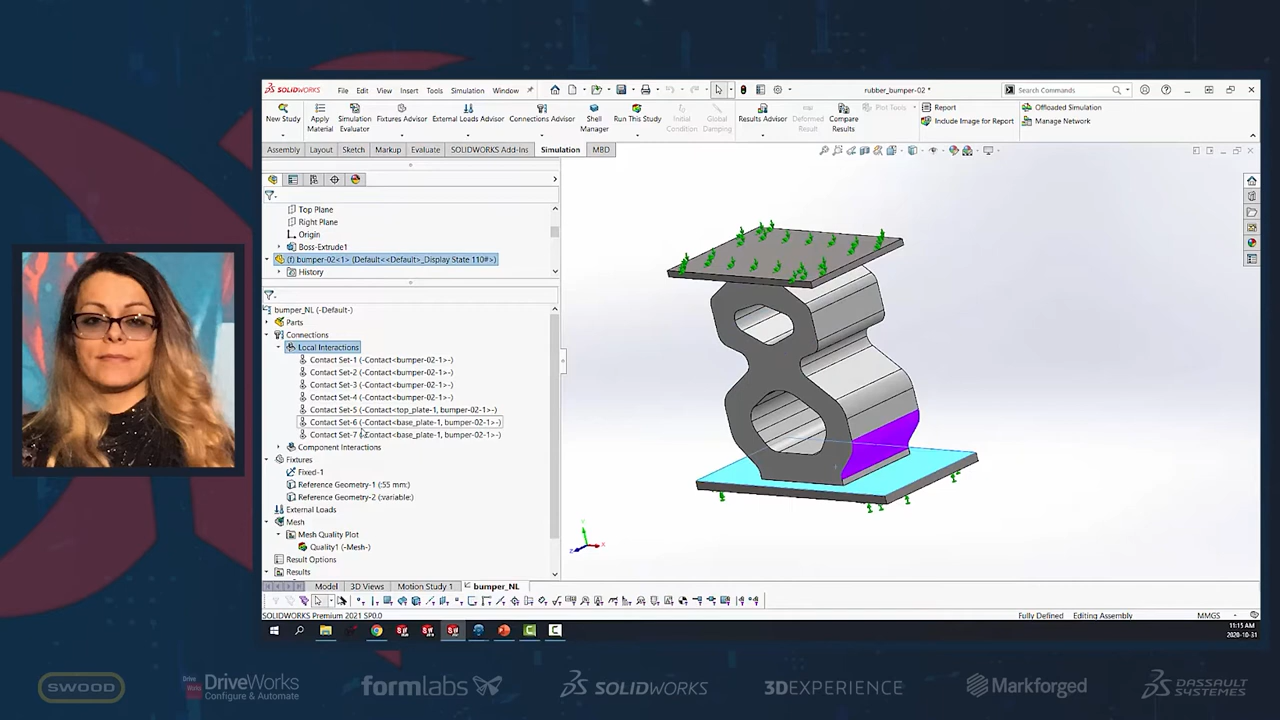 SOLIDWORKS File Edit View Insert Tools Simulation Window rubber_bumper-02 * Search Commands
New Study
Apply Material
Simulation Evaluator
Fixtures Advisor
External Loads Advisor
Connections Advisor
Shell Manager
Run This Study
Initial Condition
Global Damping
Results Advisor
Deformed Result
Compare Results
Plot Tools
Report
Include Image for Report
Offloaded Simulation
Manage Network
Assembly Layout Sketch Markup Evaluate SOLIDWORKS Add-Ins Simulation MBD
Top Plane
Right Plane
Origin
Boss-Extrude1
(f) bumper-02<1> (Default<<Default>_Display State 110#>)
History
bumper_NL (-Default-)
Parts
Connections
Local Interactions
Contact Set-1 (-Contact<bumper-02-1>-)
Contact Set-2 (-Contact<bumper-02-1>-)
Contact Set-3 (-Contact<bumper-02-1>-)
Contact Set-4 (-Contact<bumper-02-1>-)
Contact Set-5 (-Contact<top_plate-1, bumper-02-1>-)
Contact Set-6 (-Contact<base_plate-1, bumper-02-1>-)
Contact Set-7 (-Contact<base_plate-1, bumper-02-1>-)
Component Interactions
Fixtures
Fixed-1
Reference Geometry-1 (:55 mm:)
Reference Geometry-2 (:variable:)
External Loads
Mesh
Mesh Quality Plot
Quality1 (-Mesh-)
Result Options
Results
Model 3D Views Motion Study 1 bumper_NL
SOLIDWORKS Premium 2021 SP0.0 Fully Defined Editing Assembly MMGS
11:15 AM
2020-10-31
SWOOD
DriveWorks
Configure & Automate
formlabs
SOLIDWORKS
3DEXPERIENCE
Markforged
DASSAULT SYSTEMES